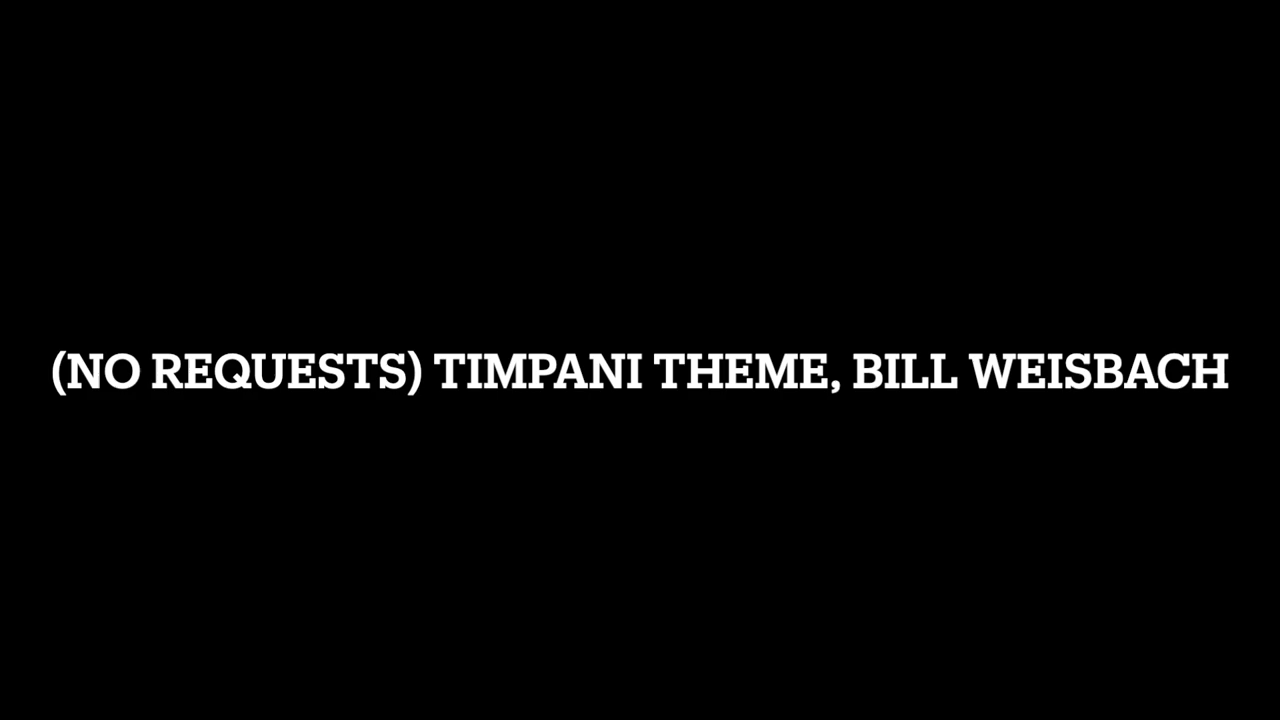 (NO REQUESTS) TIMPANI THEME, BILL WEISBACH